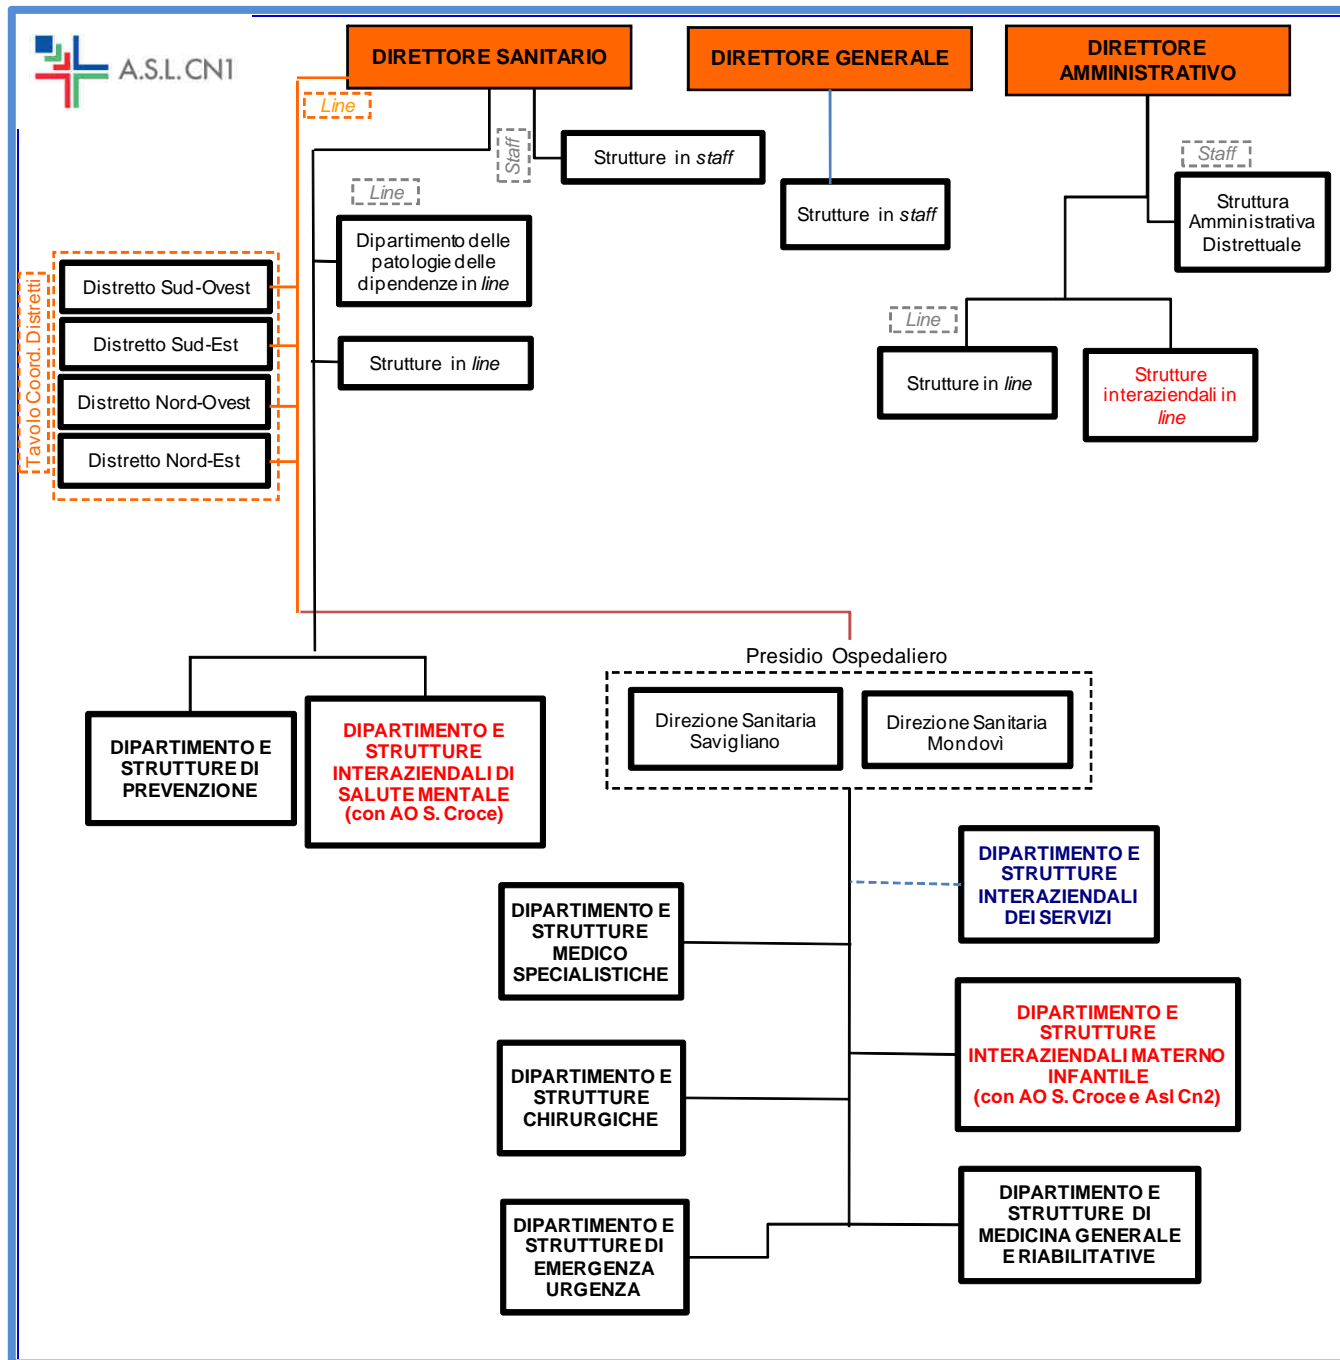 A.S.L. CN1
DIRETTORE SANITARIO
DIRETTORE GENERALE
DIRETTORE
AMMINISTRATIVO
Line
Staff
Strutture in staff
Strutture in staff
Staff
Struttura
Amministrativa
Distrettuale
Line
Dipartimento delle
patologie delle
dipendenze in line
Strutture in line
Tavolo Coord. Distretti
Distretto Sud-Ovest
Distretto Sud-Est
Distretto Nord-Ovest
Distretto Nord-Est
Line
Strutture in line
Strutture
interaziendali in
line
DIPARTIMENTO E
STRUTTURE DI
PREVENZIONE
DIPARTIMENTO E
STRUTTURE
INTERAZIENDALI DI
SALUTE MENTALE
(con AO S. Croce)
Presidio Ospedaliero
Direzione Sanitaria
Savigliano
Direzione Sanitaria
Mondovì
DIPARTIMENTO E
STRUTTURE
INTERAZIENDALI
DEI SERVIZI
DIPARTIMENTO E
STRUTTURE
MEDICO
SPECIALISTICHE
DIPARTIMENTO E
STRUTTURE
INTERAZIENDALI MATERNO
INFANTILE
(con AO S. Croce e Asl Cn2)
DIPARTIMENTO E
STRUTTURE
CHIRURGICHE
DIPARTIMENTO E
STRUTTURE DI
MEDICINA GENERALE
E RIABILITATIVE
DIPARTIMENTO E
STRUTTURE DI
EMERGENZA
URGENZA